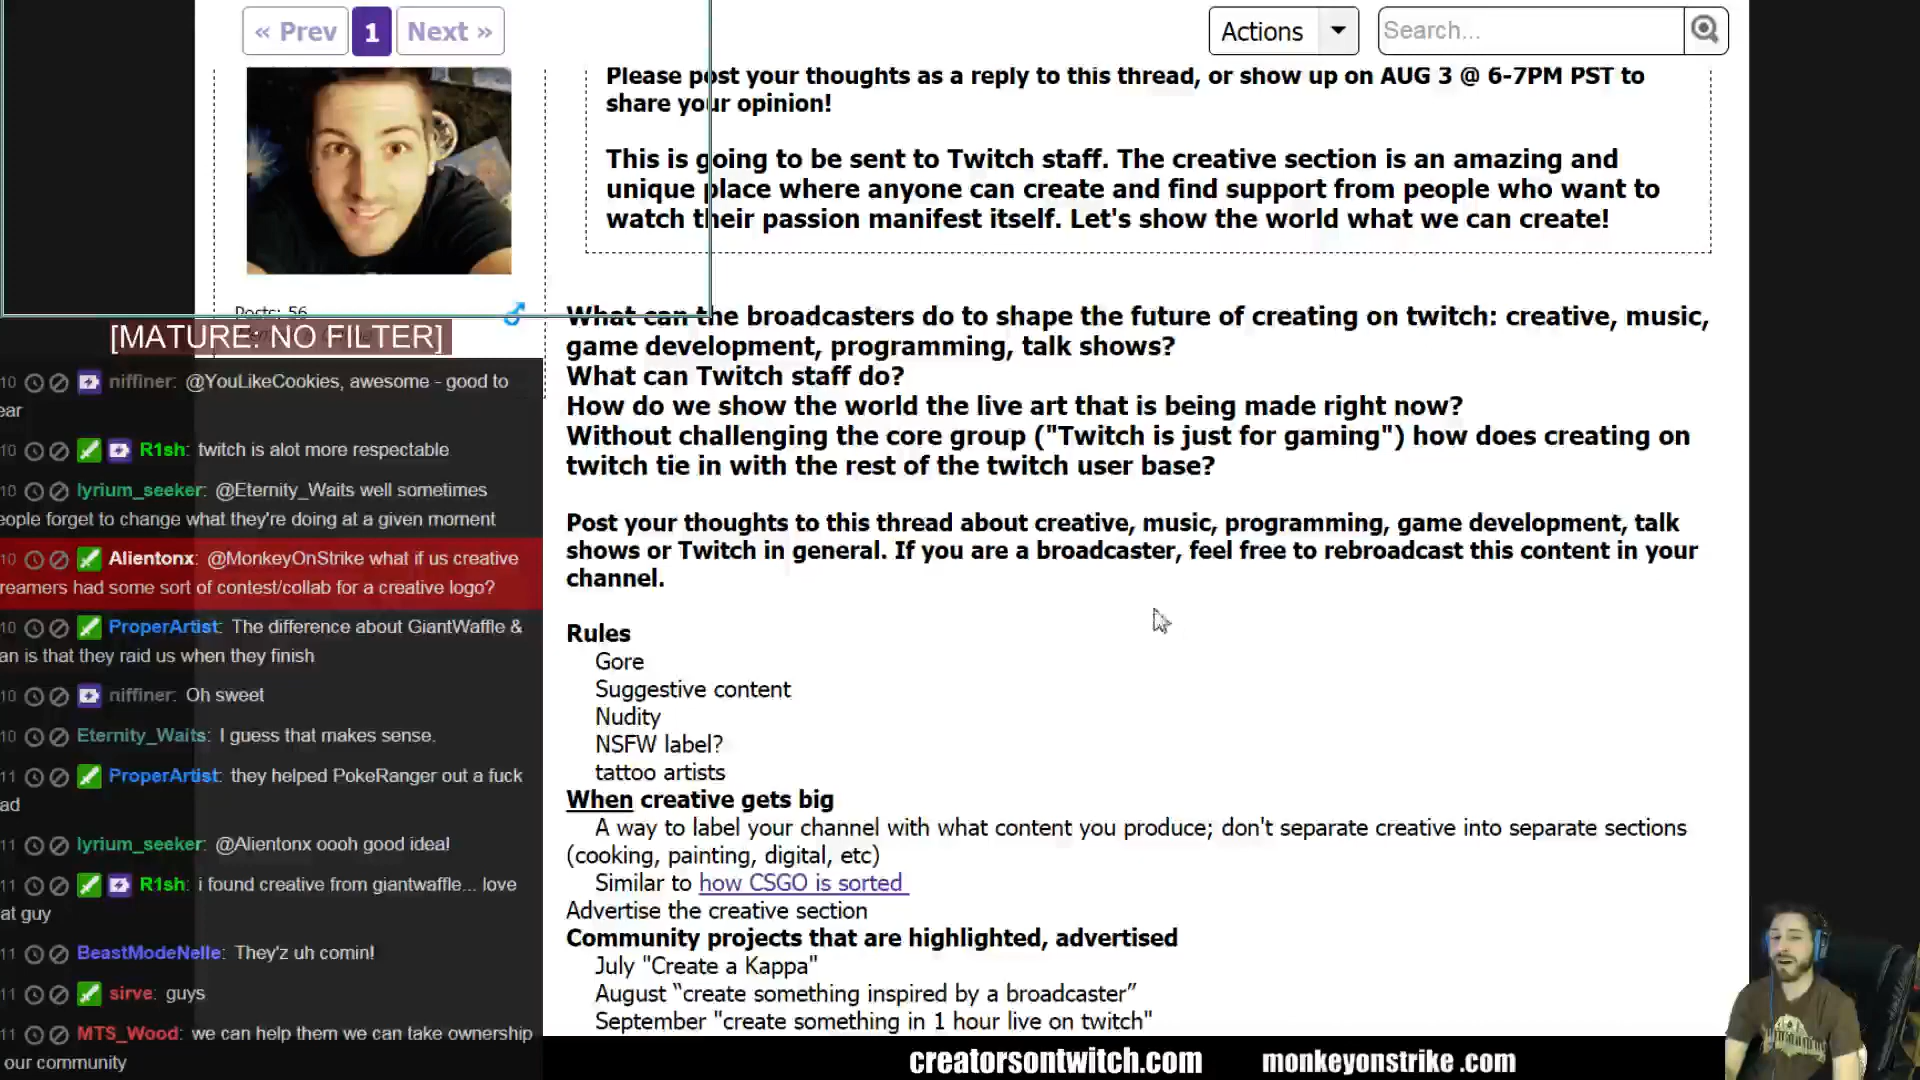 « Prev 1 Next »
Actions
Search...
Please post your thoughts as a reply to this thread, or show up on AUG 3 @ 6-7PM PST to
share your opinion!
This is going to be sent to Twitch staff. The creative section is an amazing and
unique place where anyone can create and find support from people who want to
watch their passion manifest itself. Let's show the world what we can create!
Posts: 56
What can the broadcasters do to shape the future of creating on twitch: creative, music,
game development, programming, talk shows?
What can Twitch staff do?
How do we show the world the live art that is being made right now?
Without challenging the core group ("Twitch is just for gaming") how does creating on
twitch tie in with the rest of the twitch user base?
Post your thoughts to this thread about creative, music, programming, game development, talk
shows or Twitch in general. If you are a broadcaster, feel free to rebroadcast this content in your
channel.
Rules
Gore
Suggestive content
Nudity
NSFW label?
tattoo artists
When creative gets big
A way to label your channel with what content you produce; don't separate creative into separate sections
(cooking, painting, digital, etc)
Similar to how CSGO is sorted
Advertise the creative section
Community projects that are highlighted, advertised
July "Create a Kappa"
August “create something inspired by a broadcaster”
September "create something in 1 hour live on twitch"
[MATURE: NO FILTER]
10 niffiner: @YouLikeCookies, awesome - good to
ear
10 R1sh: twitch is alot more respectable
10 lyrium_seeker: @Eternity_Waits well sometimes
eople forget to change what they're doing at a given moment
10 Alientonx: @MonkeyOnStrike what if us creative
reamers had some sort of contest/collab for a creative logo?
10 ProperArtist: The difference about GiantWaffle &
an is that they raid us when they finish
10 niffiner: Oh sweet
10 Eternity_Waits: I guess that makes sense.
11 ProperArtist: they helped PokeRanger out a fuck
ad
11 lyrium_seeker: @Alientonx oooh good idea!
11 R1sh: i found creative from giantwaffle... love
at guy
11 BeastModeNelle: They'z uh comin!
11 sirve: guys
11 MTS_Wood: we can help them we can take ownership
our community
creatorsontwitch.com monkeyonstrike .com